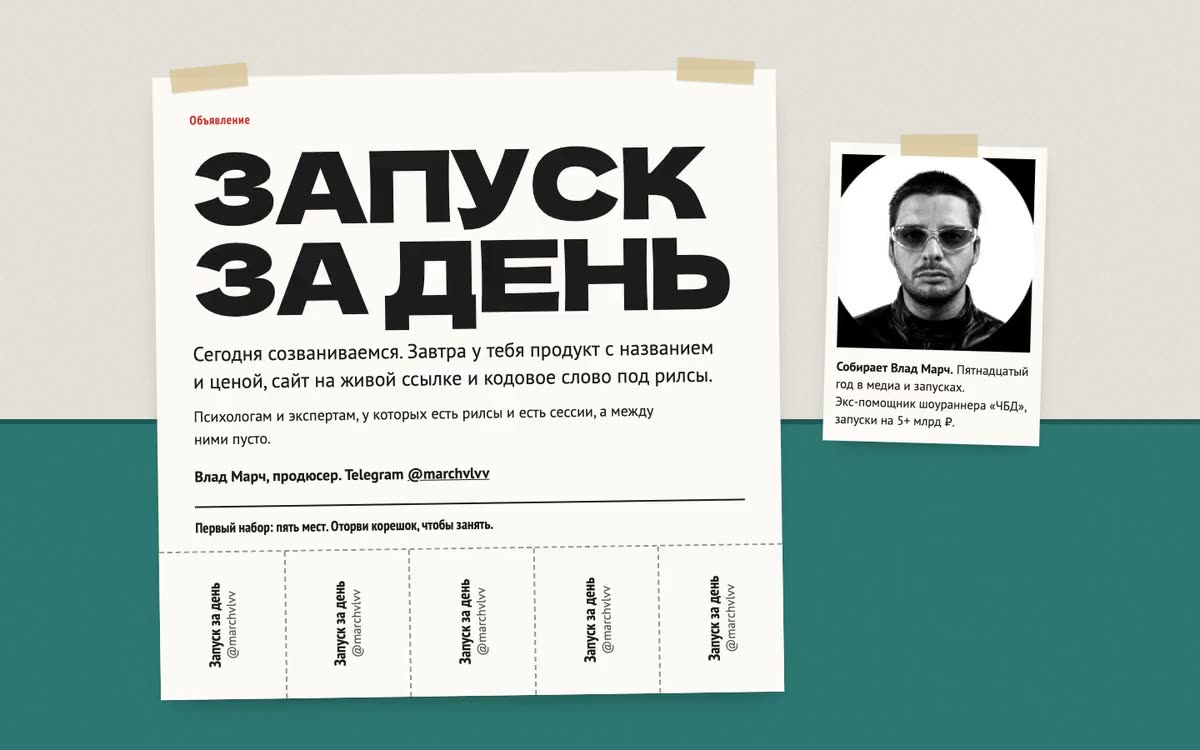 Объявление
ЗАПУСК
ЗА ДЕНЬ
Сегодня созваниваемся. Завтра у тебя продукт с названием
и ценой, сайт на живой ссылке и кодовое слово под рилсы.
Психологам и экспертам, у которых есть рилсы и есть сессии, а между
ними пусто.
Влад Марч, продюсер. Telegram @marchvlvv
Первый набор: пять мест. Оторви корешок, чтобы занять.
Запуск за день
@marchvlvv
Запуск за день
@marchvlvv
Запуск за день
@marchvlvv
Запуск за день
@marchvlvv
Запуск за день
@marchvlvv
Собирает Влад Марч. Пятнадцатый
год в медиа и запусках.
Экс-помощник шоураннера «ЧБД»,
запуски на 5+ млрд ₽.